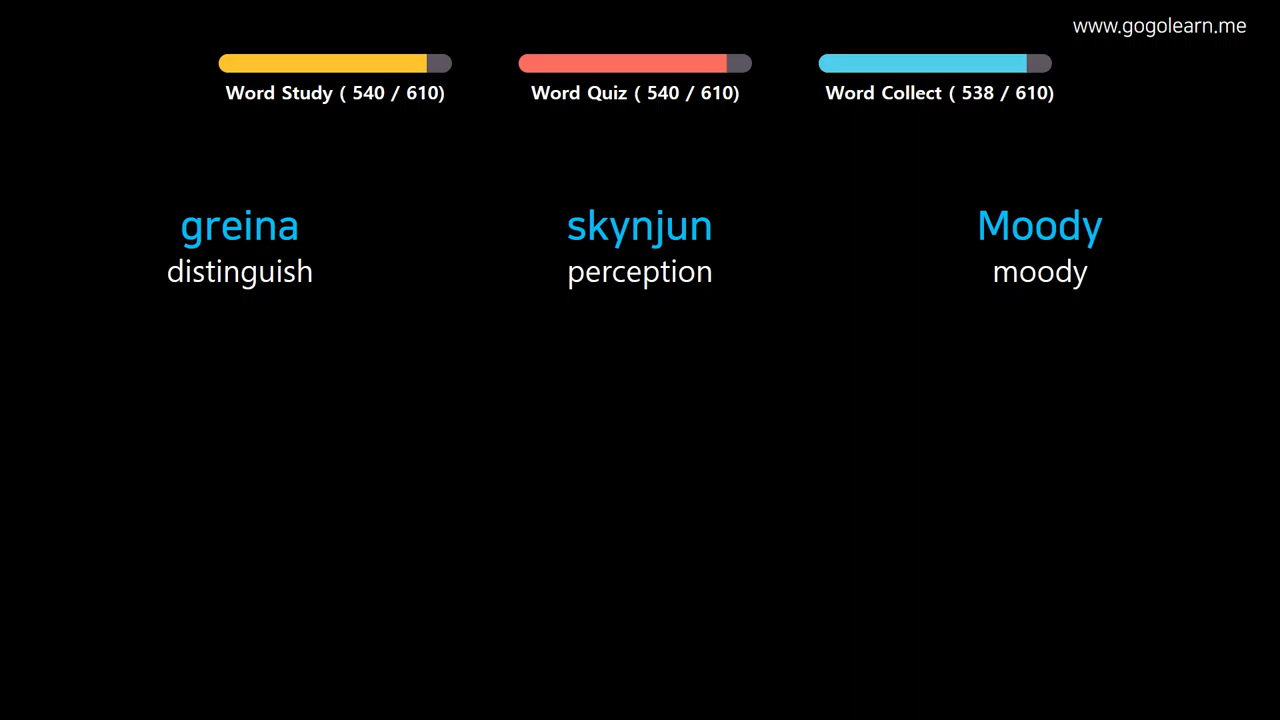 www.gogolearn.me
Word Study ( 540 / 610)
Word Quiz ( 540 / 610)
Word Collect ( 538 / 610)
greina
distinguish
skynjun
perception
Moody
moody